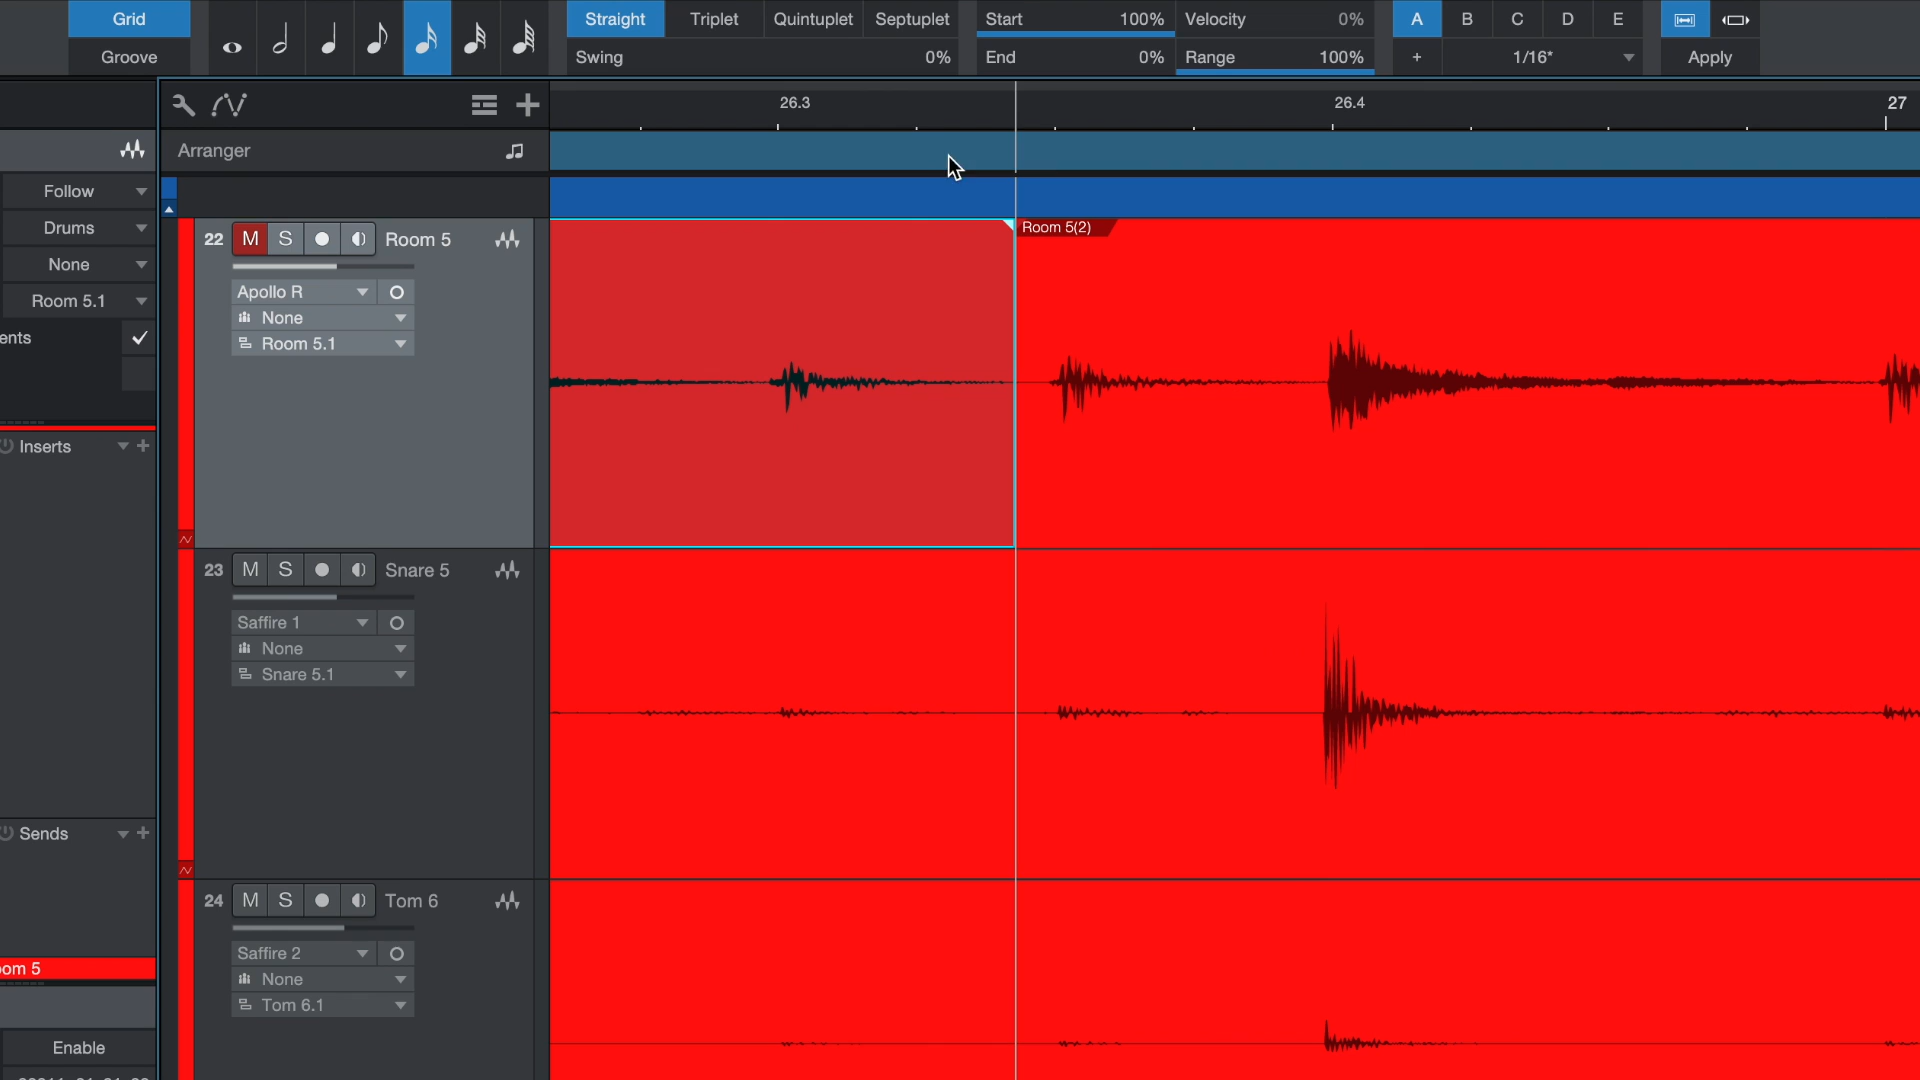 Grid
Groove
Straight Triplet Quintuplet Septuplet
Swing 0%
Start 100%
End 0%
Velocity 0%
Range 100%
A B C D E
+ 1/16*
Apply
26.3
26.4
27
Arranger
Follow
Drums
None
Room 5.1
ents
Inserts
Sends
oom 5
Enable
22 M S Room 5
Apollo R
None
Room 5.1
Room 5(2)
23 M S Snare 5
Saffire 1
None
Snare 5.1
24 M S Tom 6
Saffire 2
None
Tom 6.1